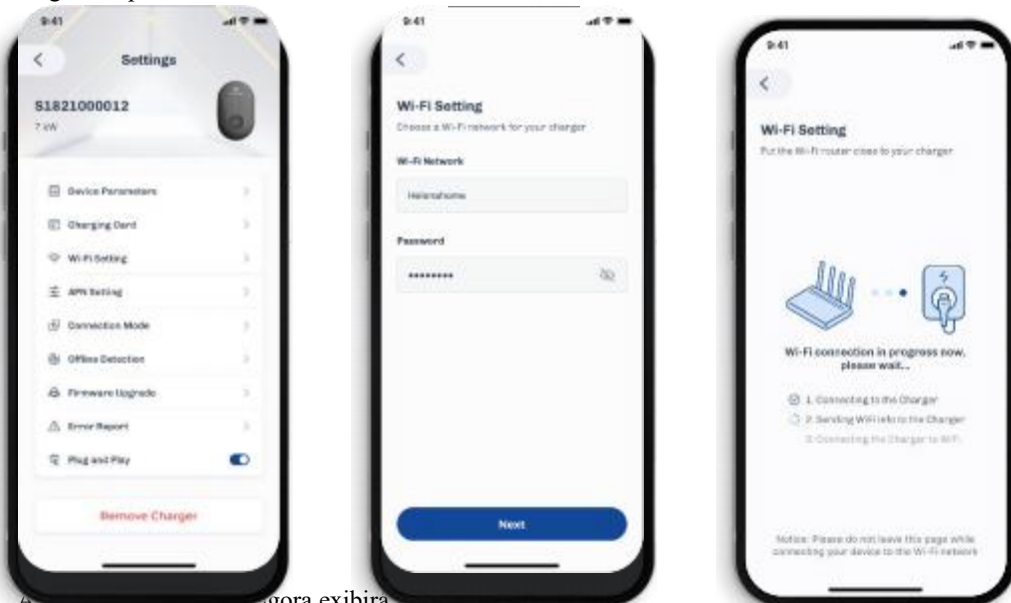 9:41
Settings
S1821000012
7 kW
Device Parameters
Charging Card
Wi-Fi Setting
APN Setting
Connection Mode
Offline Detection
Firmware Upgrade
Error Report
Plug and Play
Remove Charger
9:41
Wi-Fi Setting
Choose a Wi-Fi network for your charger
Wi-Fi Network
Helenahome
Password
••••••••
Next
9:41
Wi-Fi Setting
Put the Wi-Fi router close to your charger
Wi-Fi connection in progress now,
please wait...
1. Connecting to the Charger
2. Sending WiFi info to the Charger
3. Connecting the Charger to WiFi
Notice: Please do not leave this page while
connecting your device to the Wi-Fi network
exibira